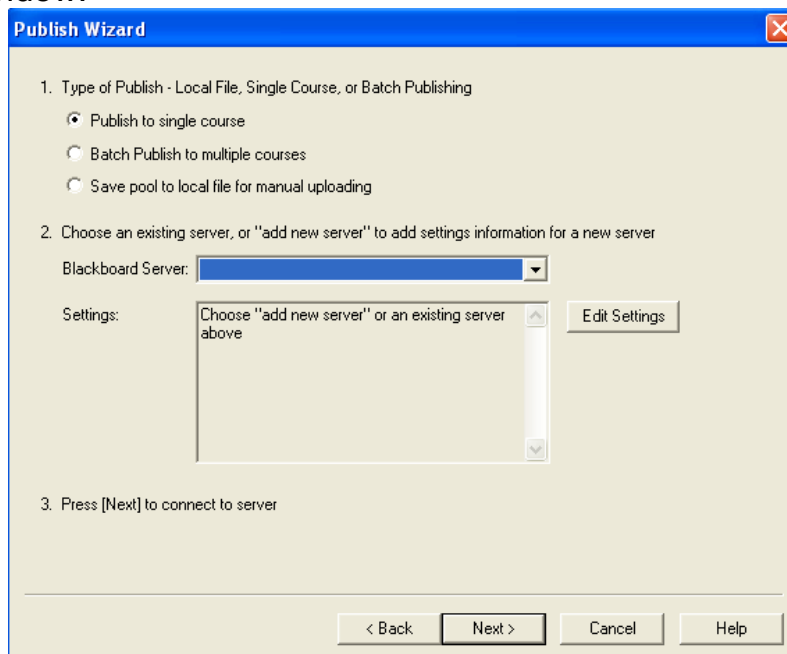 Publish Wizard
1. Type of Publish - Local File, Single Course, or Batch Publishing
Publish to single course
Batch Publish to multiple courses
Save pool to local file for manual uploading
2. Choose an existing server, or "add new server" to add settings information for a new server
Blackboard Server:
Settings:
Choose "add new server" or an existing server
above
Edit Settings
3. Press [Next] to connect to server
< Back
Next >
Cancel
Help